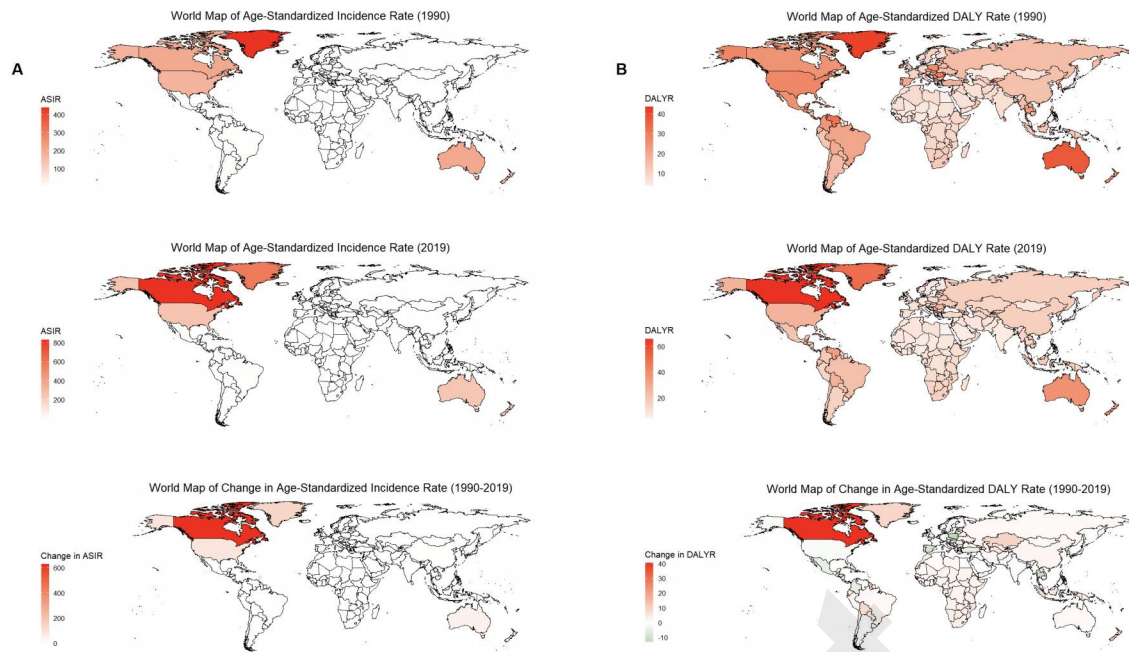 World Map of Age-Standardized Incidence Rate (1990)
A
ASIR
400
300
200
100
World Map of Age-Standardized Incidence Rate (2019)
ASIR
800
600
400
200
World Map of Change in Age-Standardized Incidence Rate (1990-2019)
Change in ASIR
600
400
200
0
World Map of Age-Standardized DALY Rate (1990)
B
DALYR
40
30
20
10
World Map of Age-Standardized DALY Rate (2019)
DALYR
60
40
20
World Map of Change in Age-Standardized DALY Rate (1990-2019)
Change in DALYR
40
30
20
10
0
-10